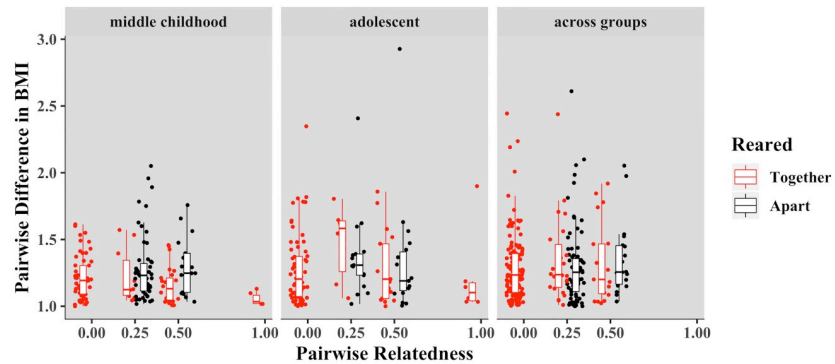 middle childhood adolescent across groups
Pairwise Difference in BMI
3.0
2.5
2.0
1.5
1.0
Reared
Together
Apart
0.00 0.25 0.50 1.00 0.00 0.25 0.50 1.00 0.00 0.25 0.50 1.00
Pairwise Relatedness